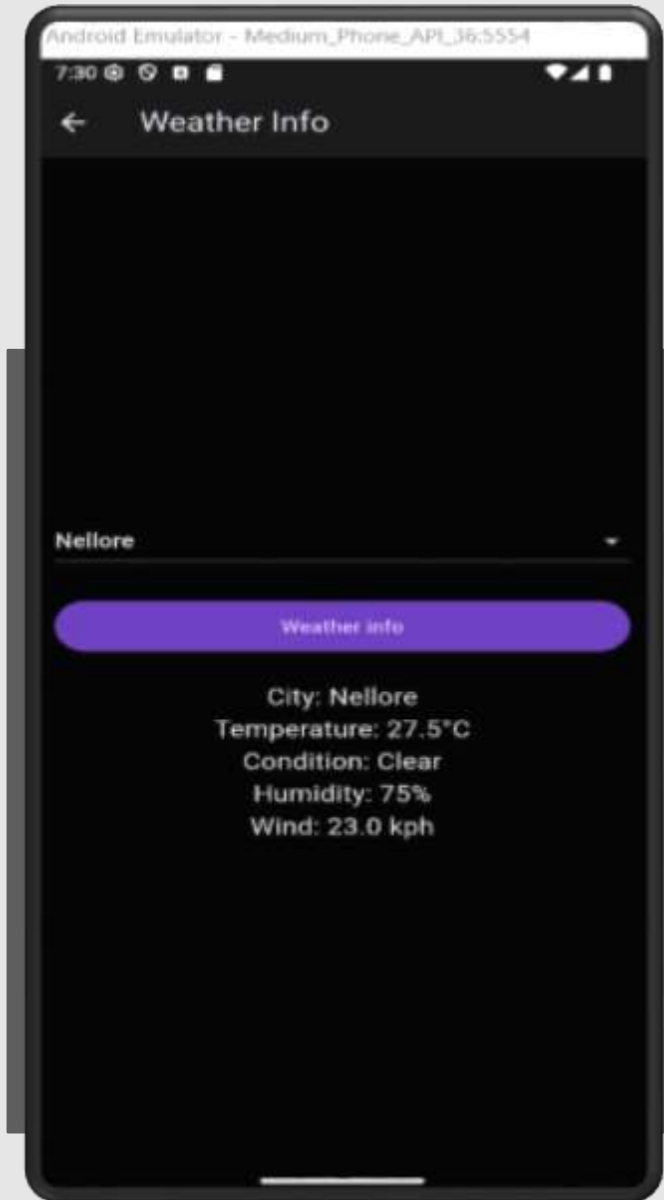 Android Emulator - Medium_Phone_API_36:5554
7:30
Weather Info
Nellore
Weather info
City: Nellore
Temperature: 27.5°C
Condition: Clear
Humidity: 75%
Wind: 23.0 kph